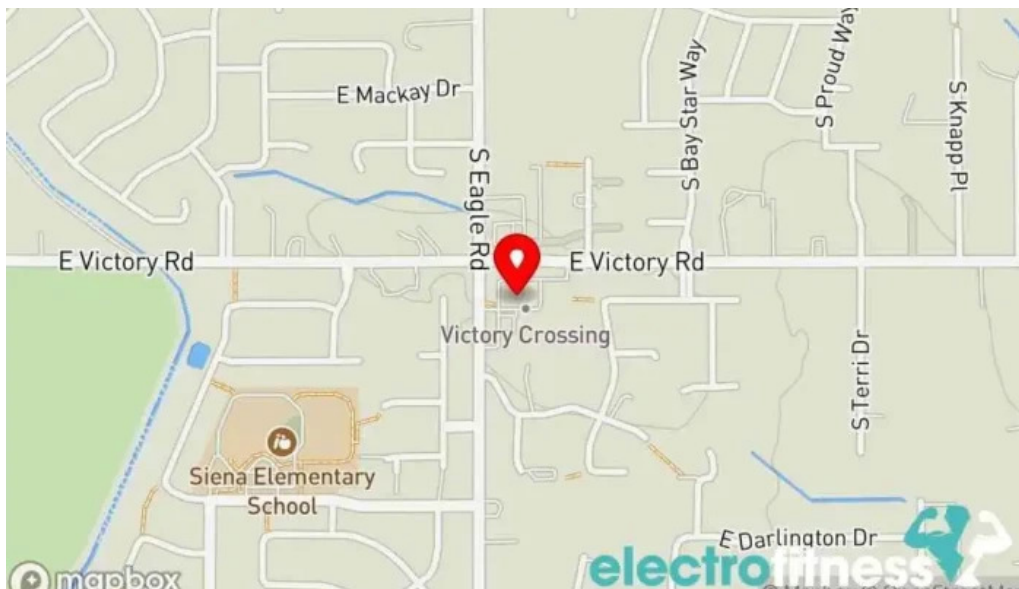 E Mackay Dr
S Eagle Rd
S Bay Star Way
S Proud Way
S Knapp Pl
E Victory Rd
E Victory Rd
Victory Crossing
S Terri Dr
Siena Elementary
School
E Darlington Dr
electrofitness
mapbox